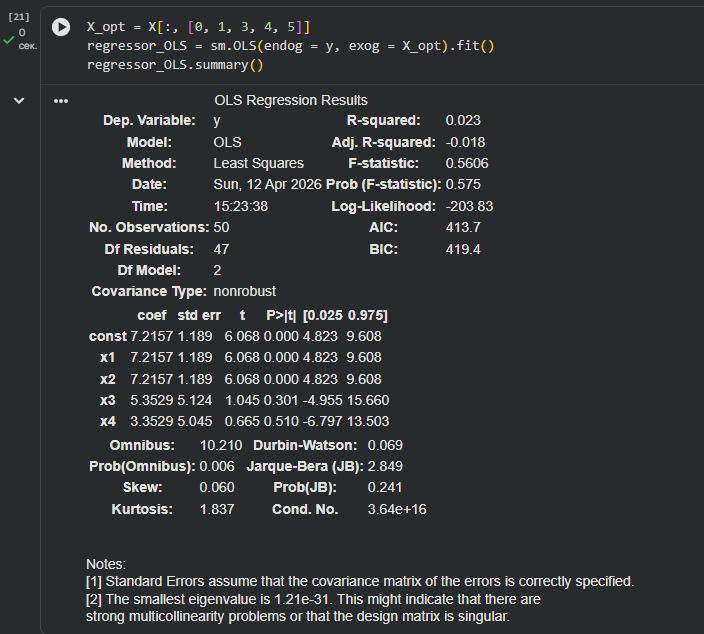 [21]
0
сек.
X_opt = X[:, [0, 1, 3, 4, 5]]
regressor_OLS = sm.OLS(endog = y, exog = X_opt).fit()
regressor_OLS.summary()
OLS Regression Results
Dep. Variable: y R-squared: 0.023
Model: OLS Adj. R-squared: -0.018
Method: Least Squares F-statistic: 0.5606
Date: Sun, 12 Apr 2026 Prob (F-statistic): 0.575
Time: 15:23:38 Log-Likelihood: -203.83
No. Observations: 50 AIC: 413.7
Df Residuals: 47 BIC: 419.4
Df Model: 2
Covariance Type: nonrobust
coef std err t P>|t| [0.025 0.975]
const 7.2157 1.189 6.068 0.000 4.823 9.608
x1 7.2157 1.189 6.068 0.000 4.823 9.608
x2 7.2157 1.189 6.068 0.000 4.823 9.608
x3 5.3529 5.124 1.045 0.301 -4.955 15.660
x4 3.3529 5.045 0.665 0.510 -6.797 13.503
Omnibus: 10.210 Durbin-Watson: 0.069
Prob(Omnibus): 0.006 Jarque-Bera (JB): 2.849
Skew: 0.060 Prob(JB): 0.241
Kurtosis: 1.837 Cond. No. 3.64e+16
Notes:
[1] Standard Errors assume that the covariance matrix of the errors is correctly specified.
[2] The smallest eigenvalue is 1.21e-31. This might indicate that there are
strong multicollinearity problems or that the design matrix is singular.